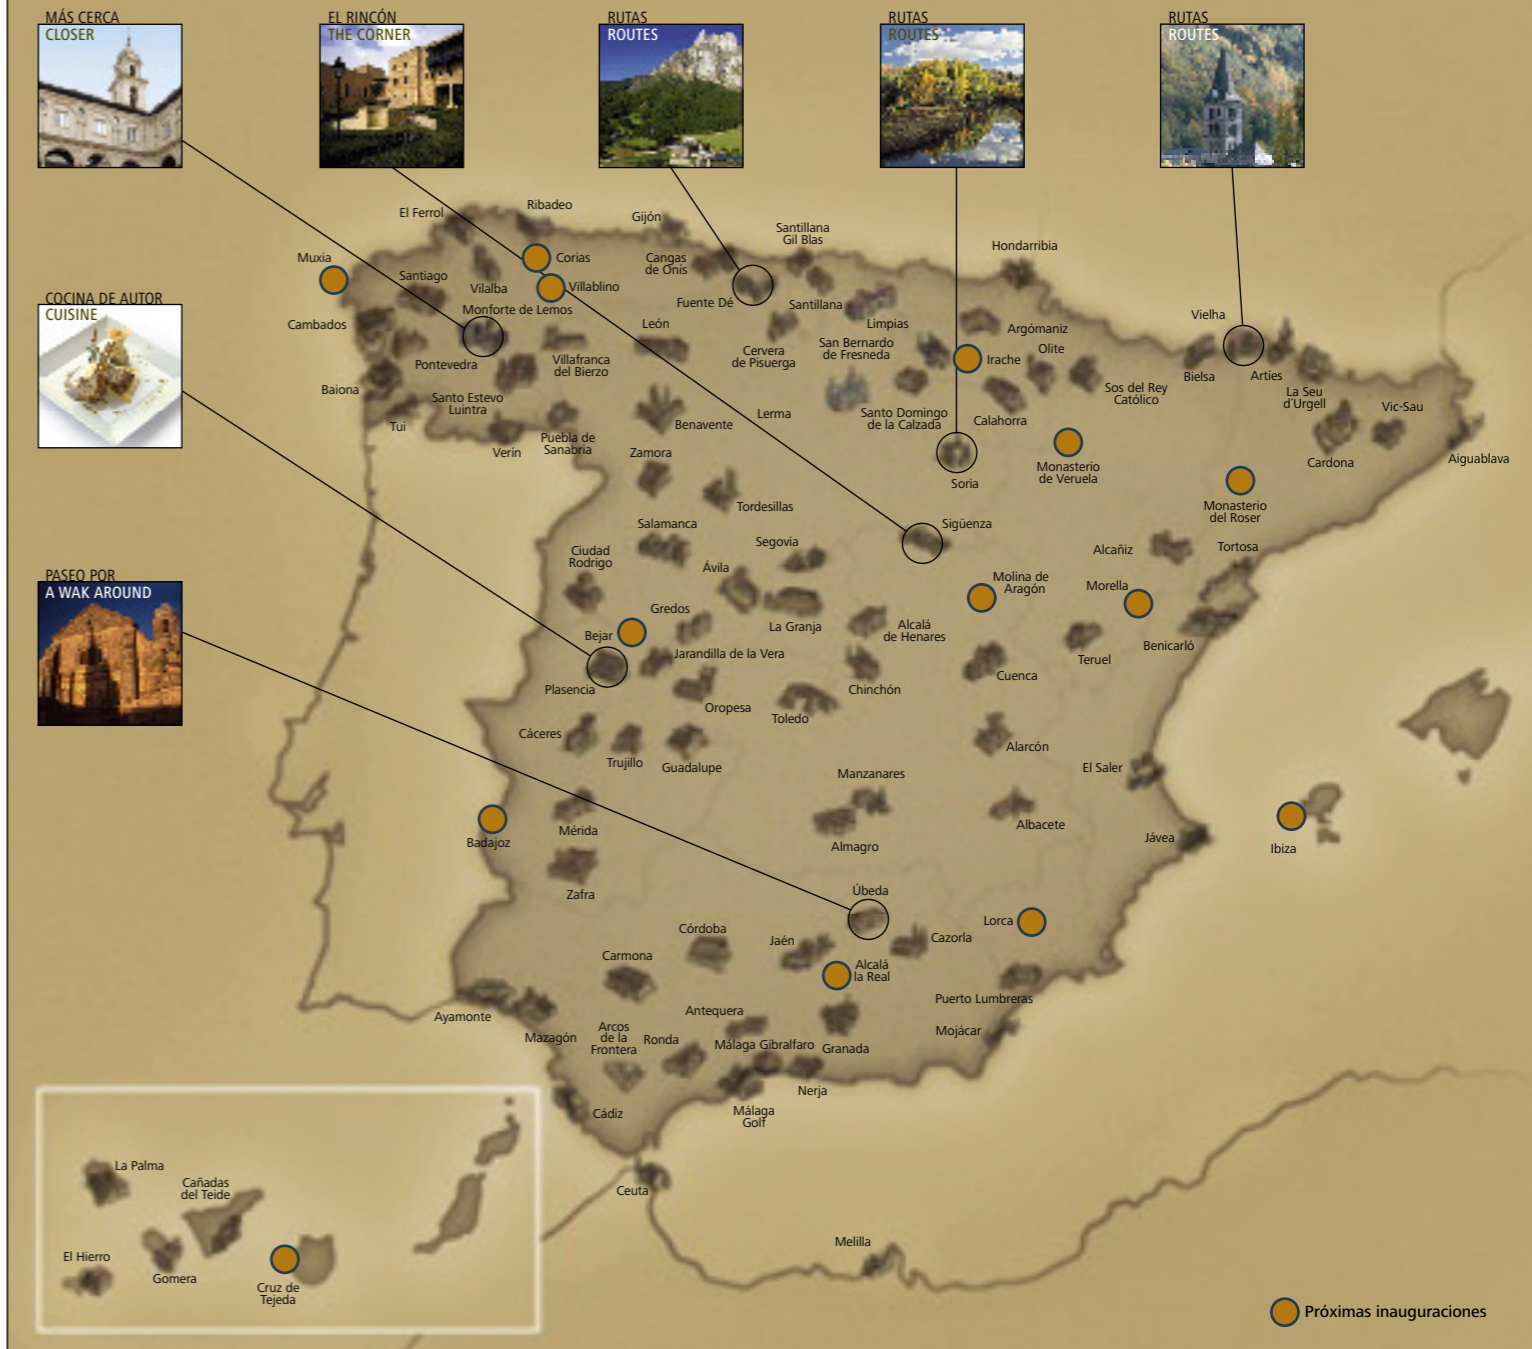 MÁS CERCA
CLOSER
EL RINCÓN
THE CORNER
RUTAS
ROUTES
RUTAS
ROUTES
RUTAS
ROUTES
COCINA DE AUTOR
CUISINE
PASEO POR
A WAK AROUND
El Ferrol
Ribadeo
Gijón
Santillana
Gil Blas
Hondarribia
Muxia
Corias
Cangas
de Onís
Santiago
Vilalba
Villablino
Fuente Dé
Santillana
Limpias
Vielha
Monforte de Lemos
Cambados
León
Argómaniz
Pontevedra
Villafranca
del Bierzo
Cervera
de Pisuerga
San Bernardo
de Fresneda
Irache
Olite
Bielsa
Artíes
Baiona
Santo Estevo
Luintra
Sos del Rey
Católico
La Seu
d´Urgell
Vic-Sau
Tui
Benavente
Lerma
Santo Domingo
de la Calzada
Calahorra
Verín
Puebla de
Sanabria
Zamora
Soria
Monasterio
de Veruela
Cardona
Aiguablava
Tordesillas
Monasterio
del Roser
Salamanca
Segovia
Sigüenza
Ciudad
Rodrigo
Ávila
Alcañiz
Tortosa
Molina de
Aragón
Morella
Gredos
Bejar
La Granja
Alcalá
de Henares
Teruel
Benicarló
Jarandilla de la Vera
Plasencia
Oropesa
Toledo
Chinchón
Cuenca
Cáceres
Trujillo
Guadalupe
Alarcón
El Saler
Manzanares
Mérida
Badajoz
Almagro
Albacete
Jávea
Ibiza
Zafra
Úbeda
Córdoba
Jaén
Cazorla
Lorca
Carmona
Alcalá
la Real
Puerto Lumbreras
Ayamonte
Mazagón
Antequera
Arcos
de la
Frontera
Ronda
Málaga Gibralfaro
Granada
Mojácar
Nerja
Cádiz
Málaga
Golf
La Palma
Cañadas
del Teide
Ceuta
El Hierro
Gomera
Cruz de
Tejeda
Melilla
Próximas inauguraciones